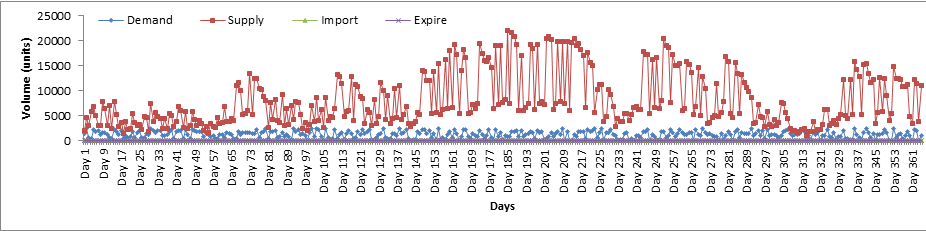 Demand Supply Import Expire
25000
20000
15000
10000
5000
0
Volume (units)
Day 1 Day 9 Day 17 Day 25 Day 33 Day 41 Day 49 Day 57 Day 65 Day 73 Day 81 Day 89 Day 97 Day 105 Day 113 Day 121 Day 129 Day 137 Day 145 Day 153 Day 161 Day 169 Day 177 Day 185 Day 193 Day 201 Day 209 Day 217 Day 225 Day 233 Day 241 Day 249 Day 257 Day 265 Day 273 Day 281 Day 289 Day 297 Day 305 Day 313 Day 321 Day 329 Day 337 Day 345 Day 353 Day 361
Days